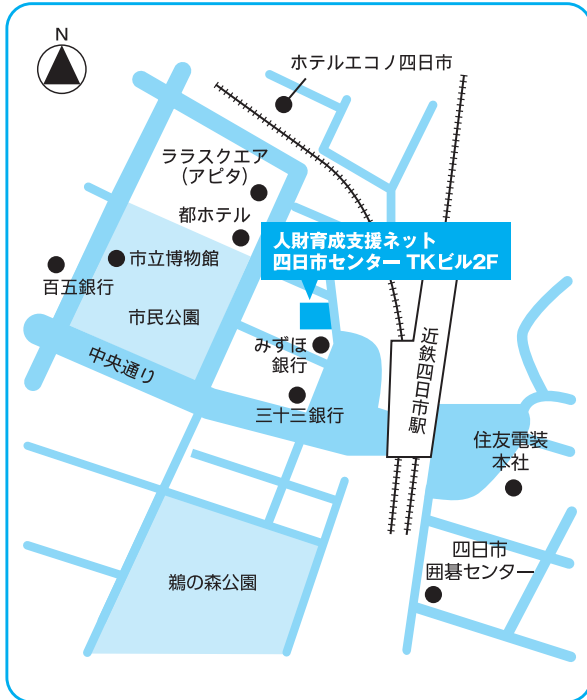 N
ホテルエコノ四日市
ララスクエア
(アピタ)
都ホテル
人財育成支援ネット
四日市センター TKビル2F
市立博物館
百五銀行
市民公園
みずほ
銀行
近鉄四日市駅
中央通り
三十三銀行
住友電装
本社
四日市
囲碁センター
鵜の森公園